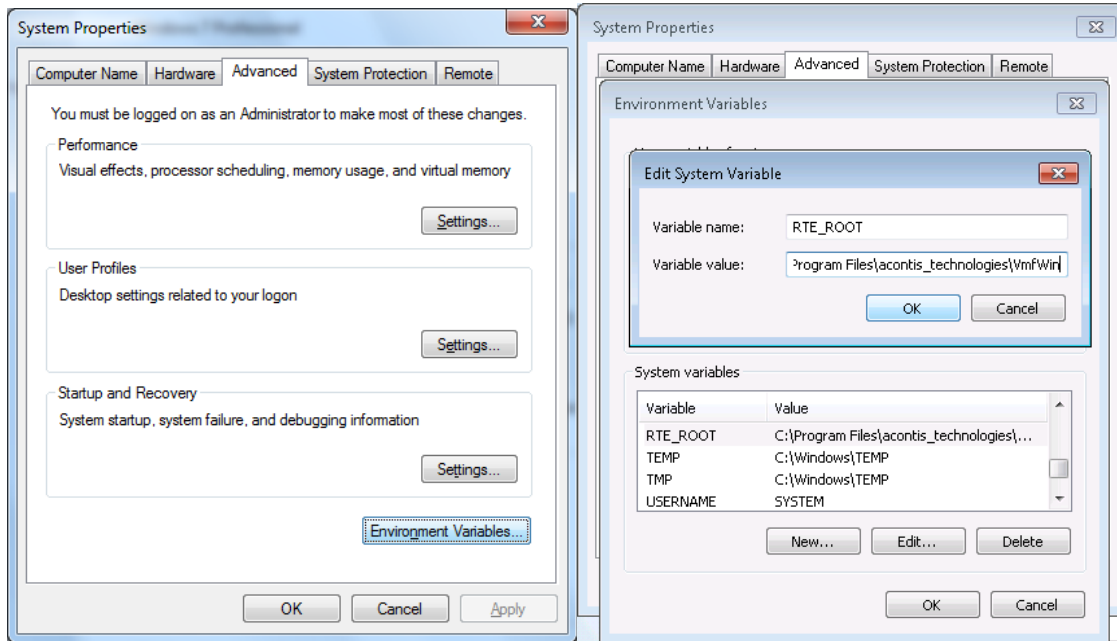 System Properties
Computer Name
Hardware
Advanced
System Protection
Remote
You must be logged on as an Administrator to make most of these changes.
Performance
Visual effects, processor scheduling, memory usage, and virtual memory
Settings...
User Profiles
Desktop settings related to your logon
Settings...
Startup and Recovery
System startup, system failure, and debugging information
Settings...
Environment Variables...
OK
Cancel
Apply
System Properties
Computer Name
Hardware
Advanced
System Protection
Remote
Environment Variables
Edit System Variable
Variable name:
RTE_ROOT
Variable value:
Program Files\acontis_technologies\VmfWin
OK
Cancel
System variables
Variable Value
RTE_ROOT C:\Program Files\acontis_technologies\...
TEMP C:\Windows\TEMP
TMP C:\Windows\TEMP
USERNAME SYSTEM
New...
Edit...
Delete
OK
Cancel